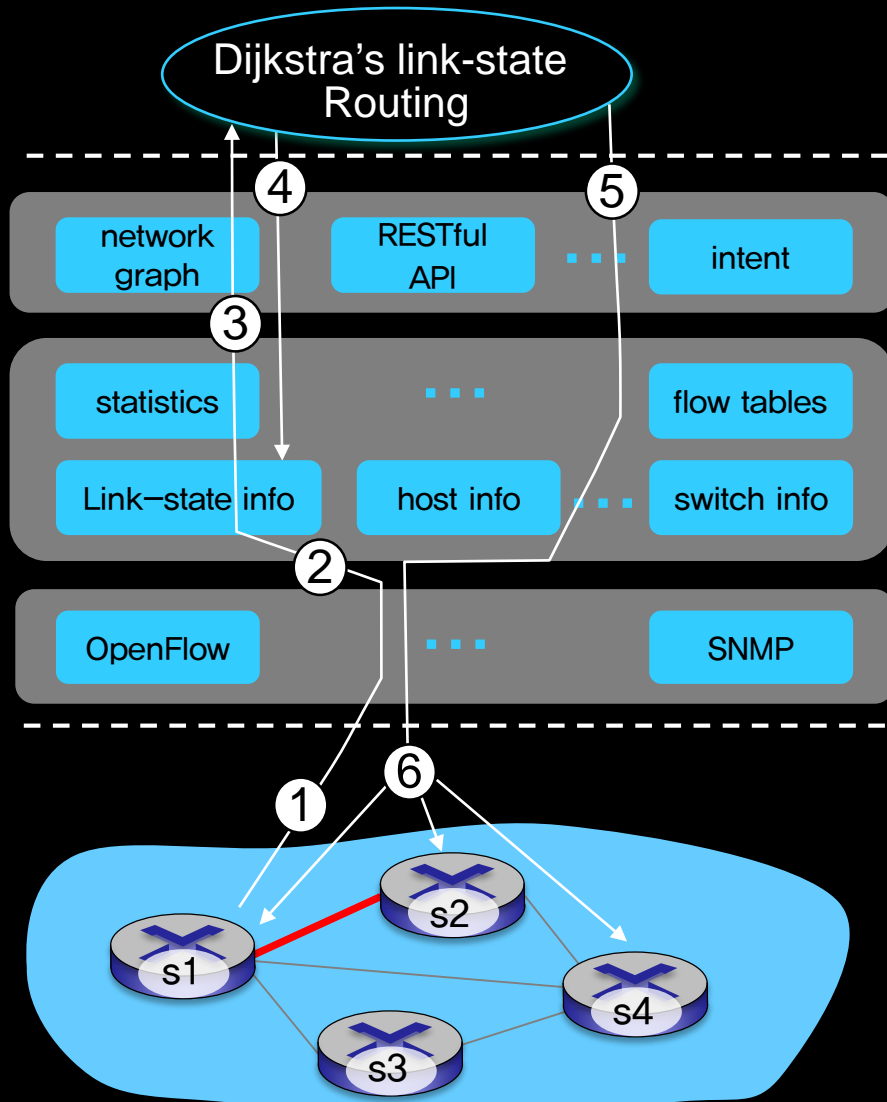 Dijkstra's link-state
Routing
4
5
network
graph
RESTful
API
...
intent
3
statistics
...
flow tables
Link-state info
host info
...
switch info
2
OpenFlow
...
SNMP
1
6
s2
s1
s4
s3